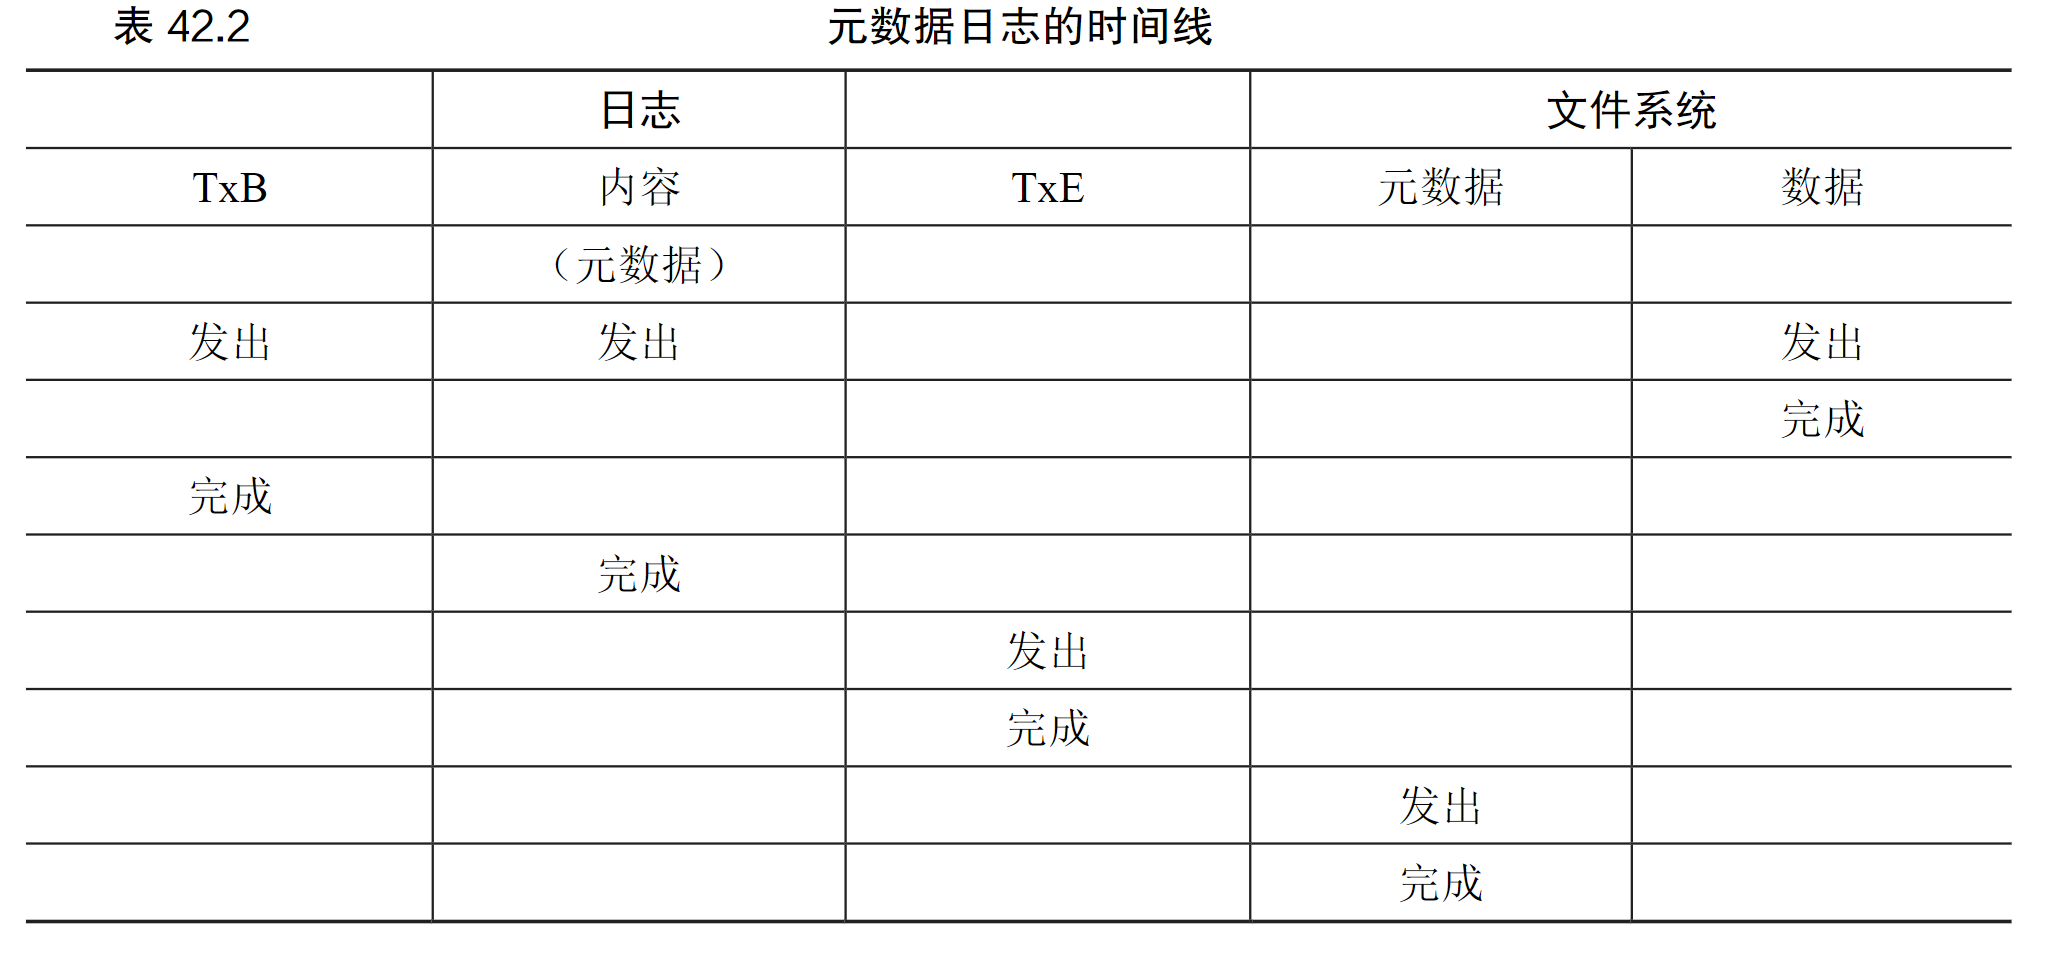 表 42.2 元数据日志的时间线
日志 文件系统
TxB 内容 TxE 元数据 数据
（元数据）
发出 发出 发出
完成
完成
完成
发出
完成
发出
完成